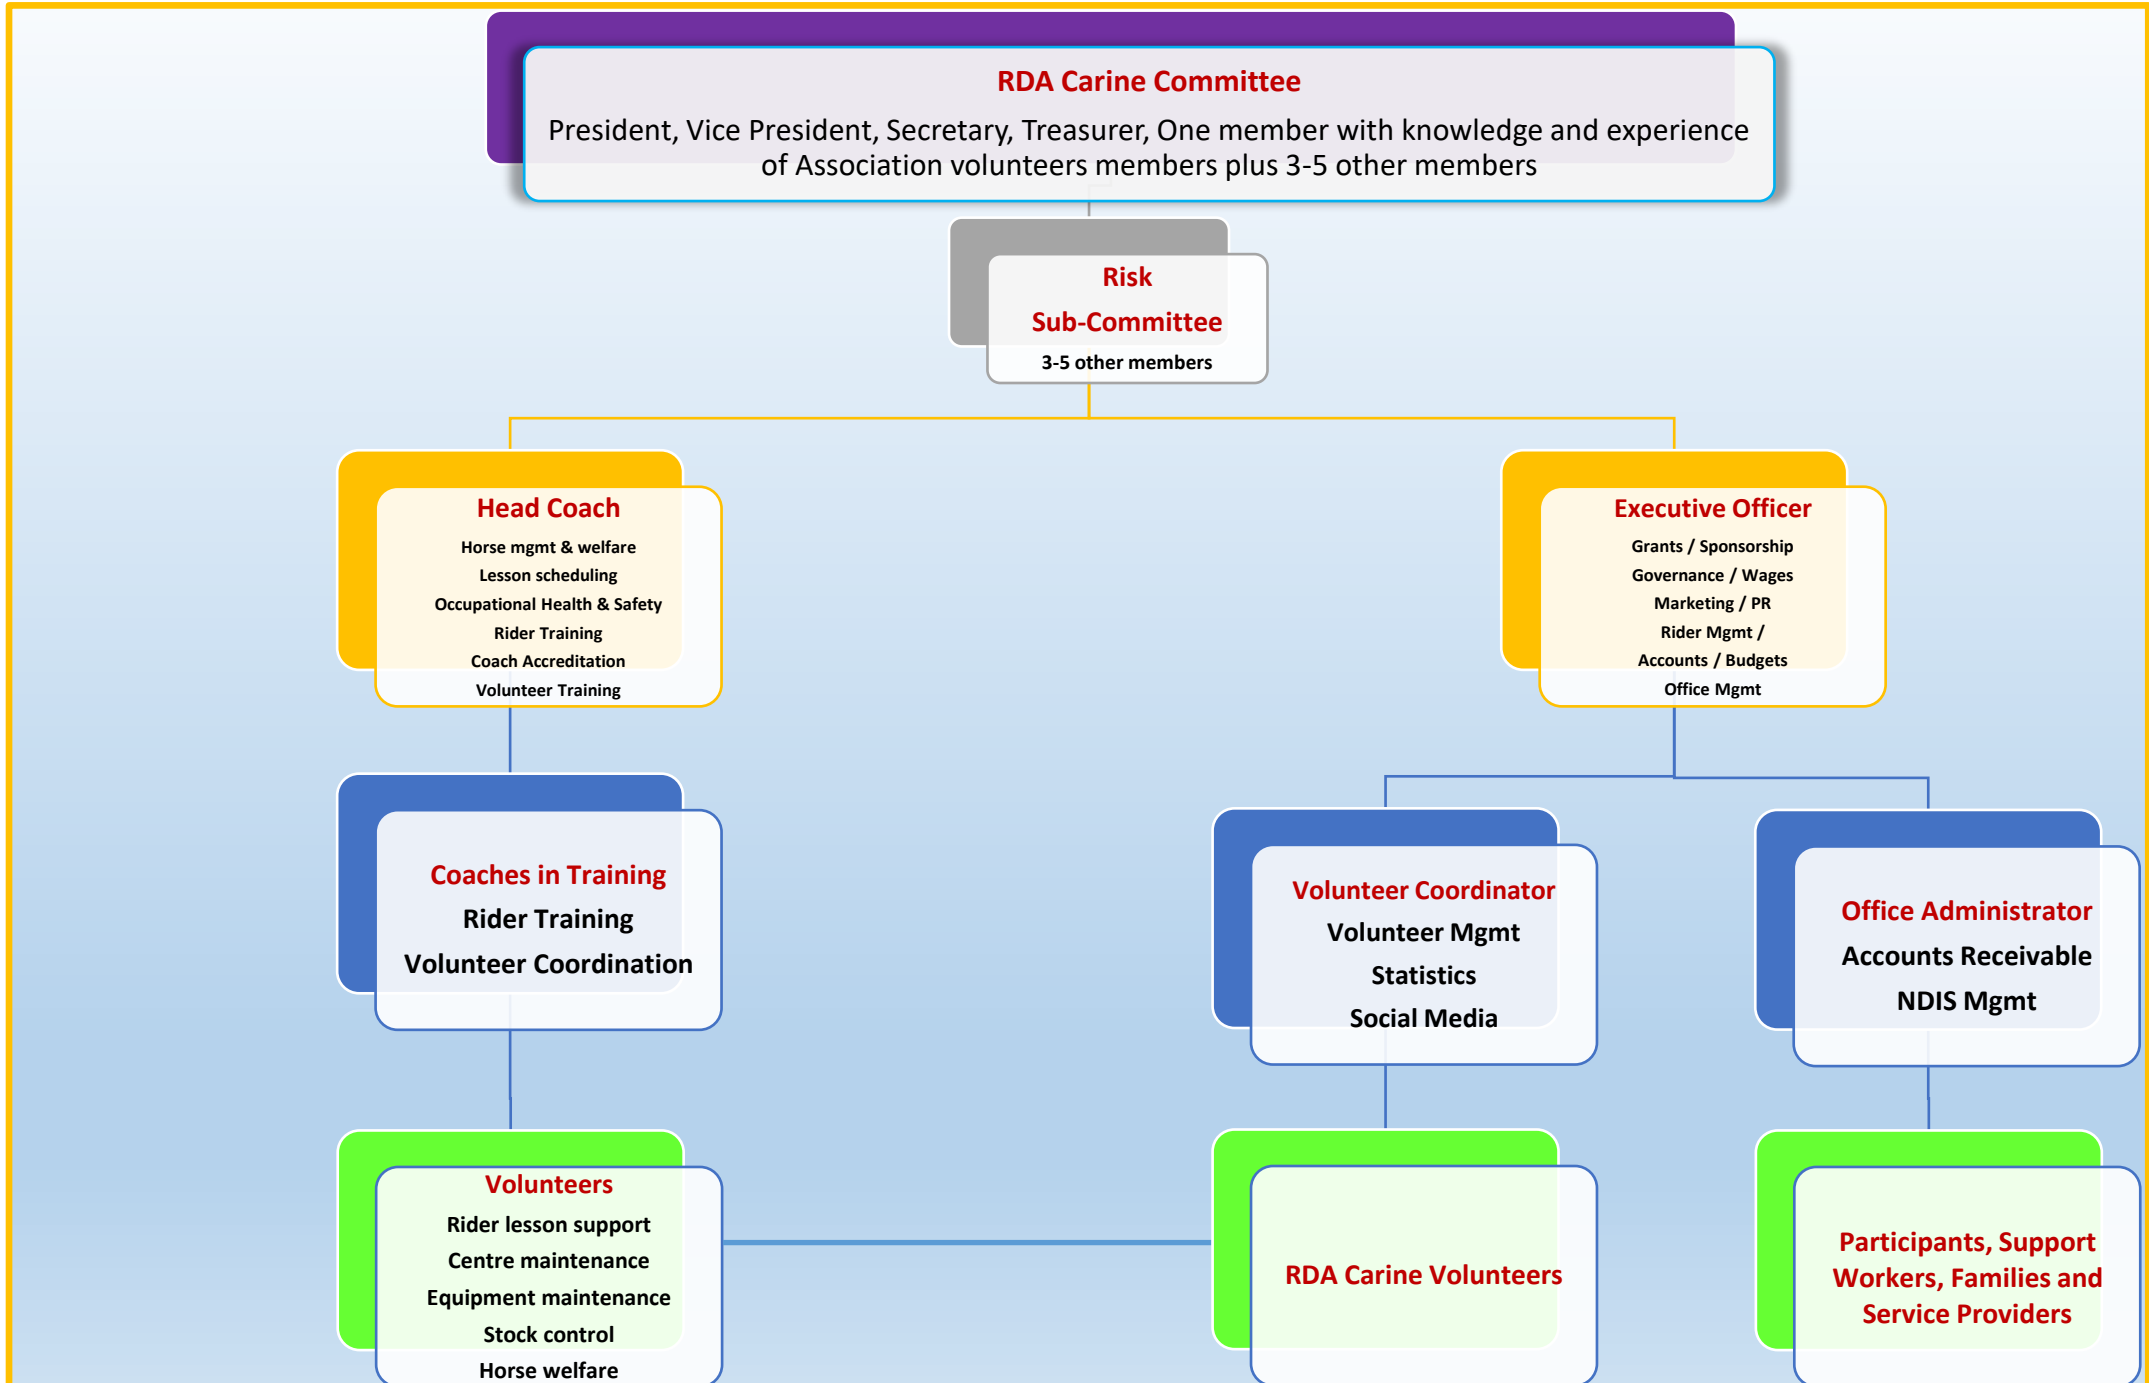 RDA Carine Committee
President, Vice President, Secretary, Treasurer, One member with knowledge and experience
of Association volunteers members plus 3-5 other members
Risk
Sub-Committee
3-5 other members
Head Coach
Horse mgmt & welfare
Lesson scheduling
Occupational Health & Safety
Rider Training
Coach Accreditation
Volunteer Training
Executive Officer
Grants / Sponsorship
Governance / Wages
Marketing / PR
Rider Mgmt /
Accounts / Budgets
Office Mgmt
Coaches in Training
Rider Training
Volunteer Coordination
Volunteer Coordinator
Volunteer Mgmt
Statistics
Social Media
Office Administrator
Accounts Receivable
NDIS Mgmt
Volunteers
Rider lesson support
Centre maintenance
Equipment maintenance
Stock control
Horse welfare
RDA Carine Volunteers
Participants, Support
Workers, Families and
Service Providers